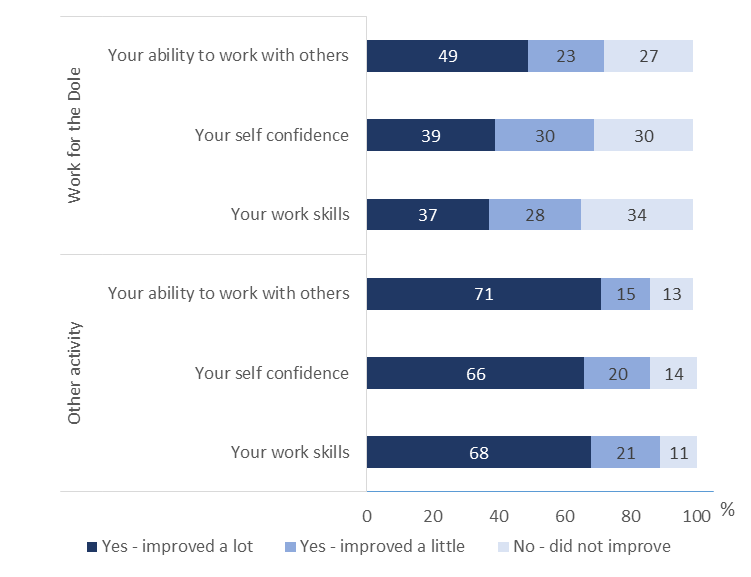 Work for the Dole
Your ability to work with others
49 23 27
Your self confidence
39 30 30
Your work skills
37 28 34
Other activity
Your ability to work with others
71 15 13
Your self confidence
66 20 14
Your work skills
68 21 11
0 20 40 60 80 100 %
Yes - improved a lot Yes - improved a little No - did not improve